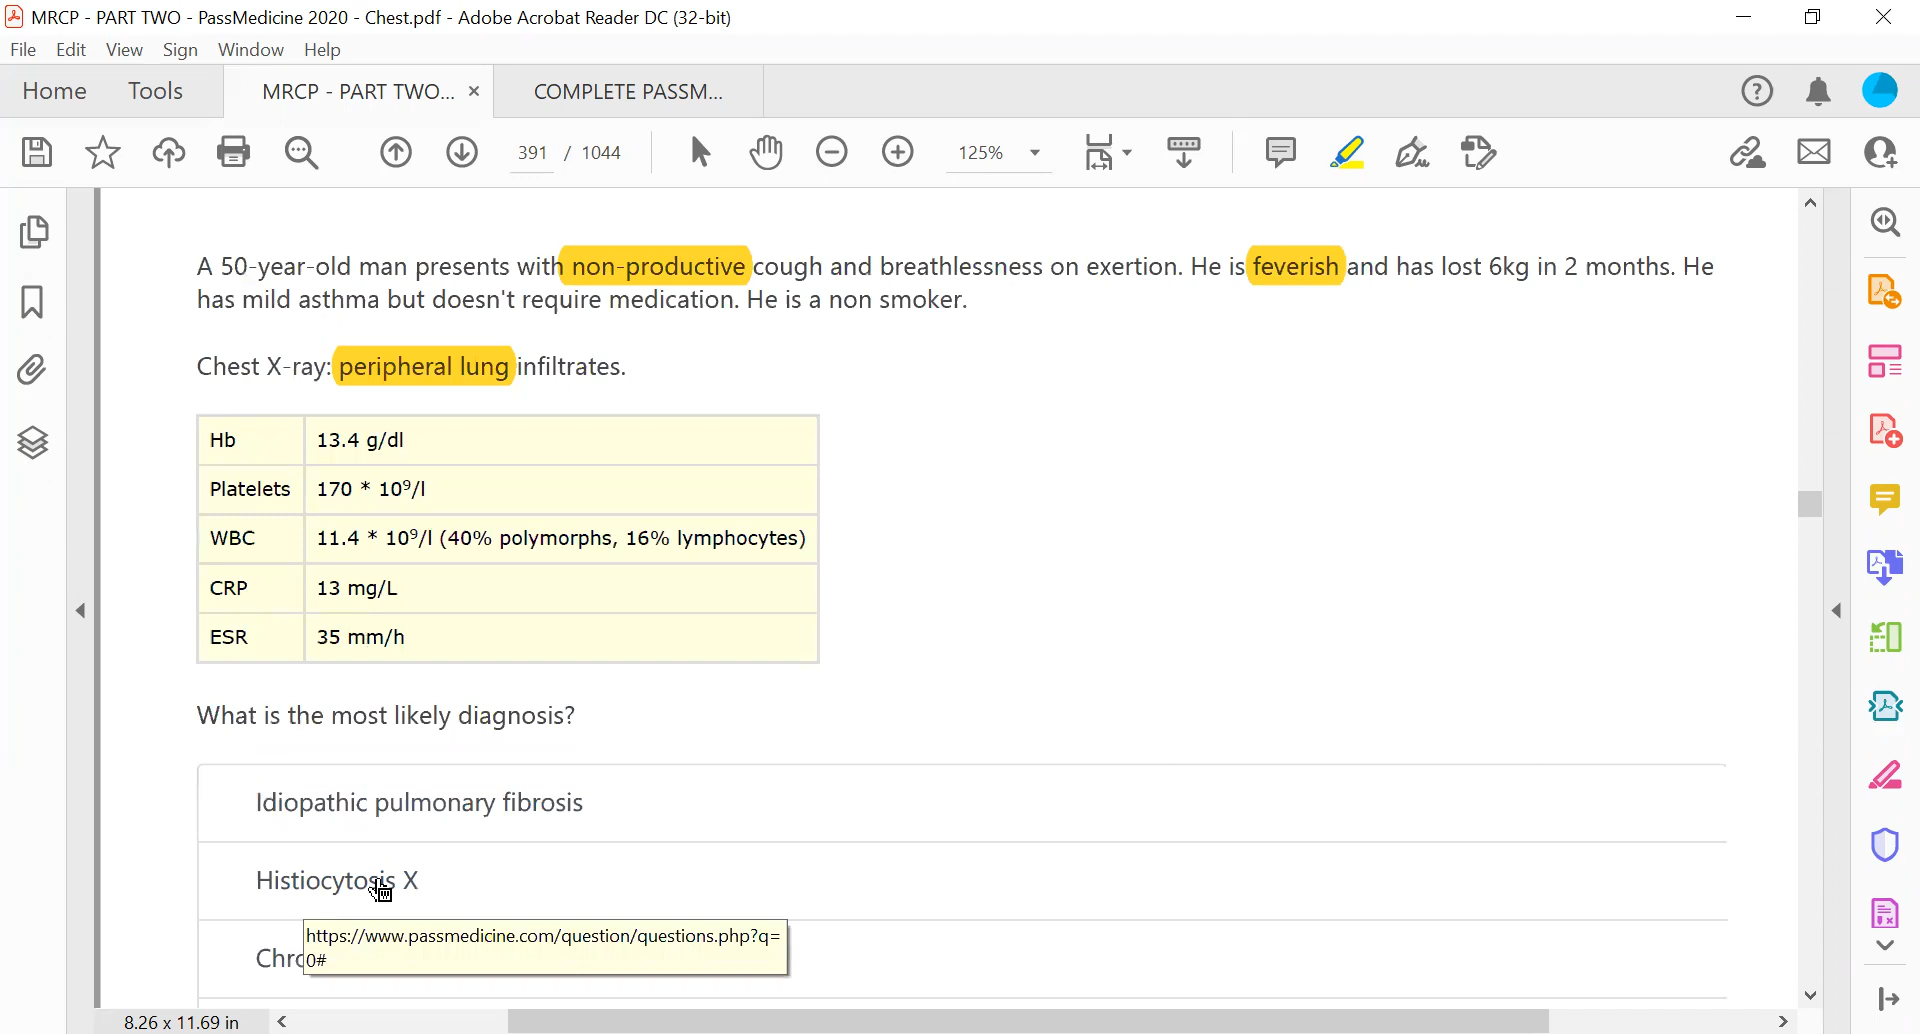 MRCP - PART TWO - PassMedicine 2020 - Chest.pdf - Adobe Acrobat Reader DC (32-bit)
File Edit View Sign Window Help
Home Tools MRCP - PART TWO... × COMPLETE PASSM...
391 / 1044 125%
A 50-year-old man presents with non-productive cough and breathlessness on exertion. He is feverish and has lost 6kg in 2 months. He
has mild asthma but doesn't require medication. He is a non smoker.
Chest X-ray: peripheral lung infiltrates.
Hb 13.4 g/dl
Platelets 170 * 10⁹/l
WBC 11.4 * 10⁹/l (40% polymorphs, 16% lymphocytes)
CRP 13 mg/L
ESR 35 mm/h
What is the most likely diagnosis?
Idiopathic pulmonary fibrosis
Histiocytosis X
https://www.passmedicine.com/question/questions.php?q=
0#
8.26 x 11.69 in